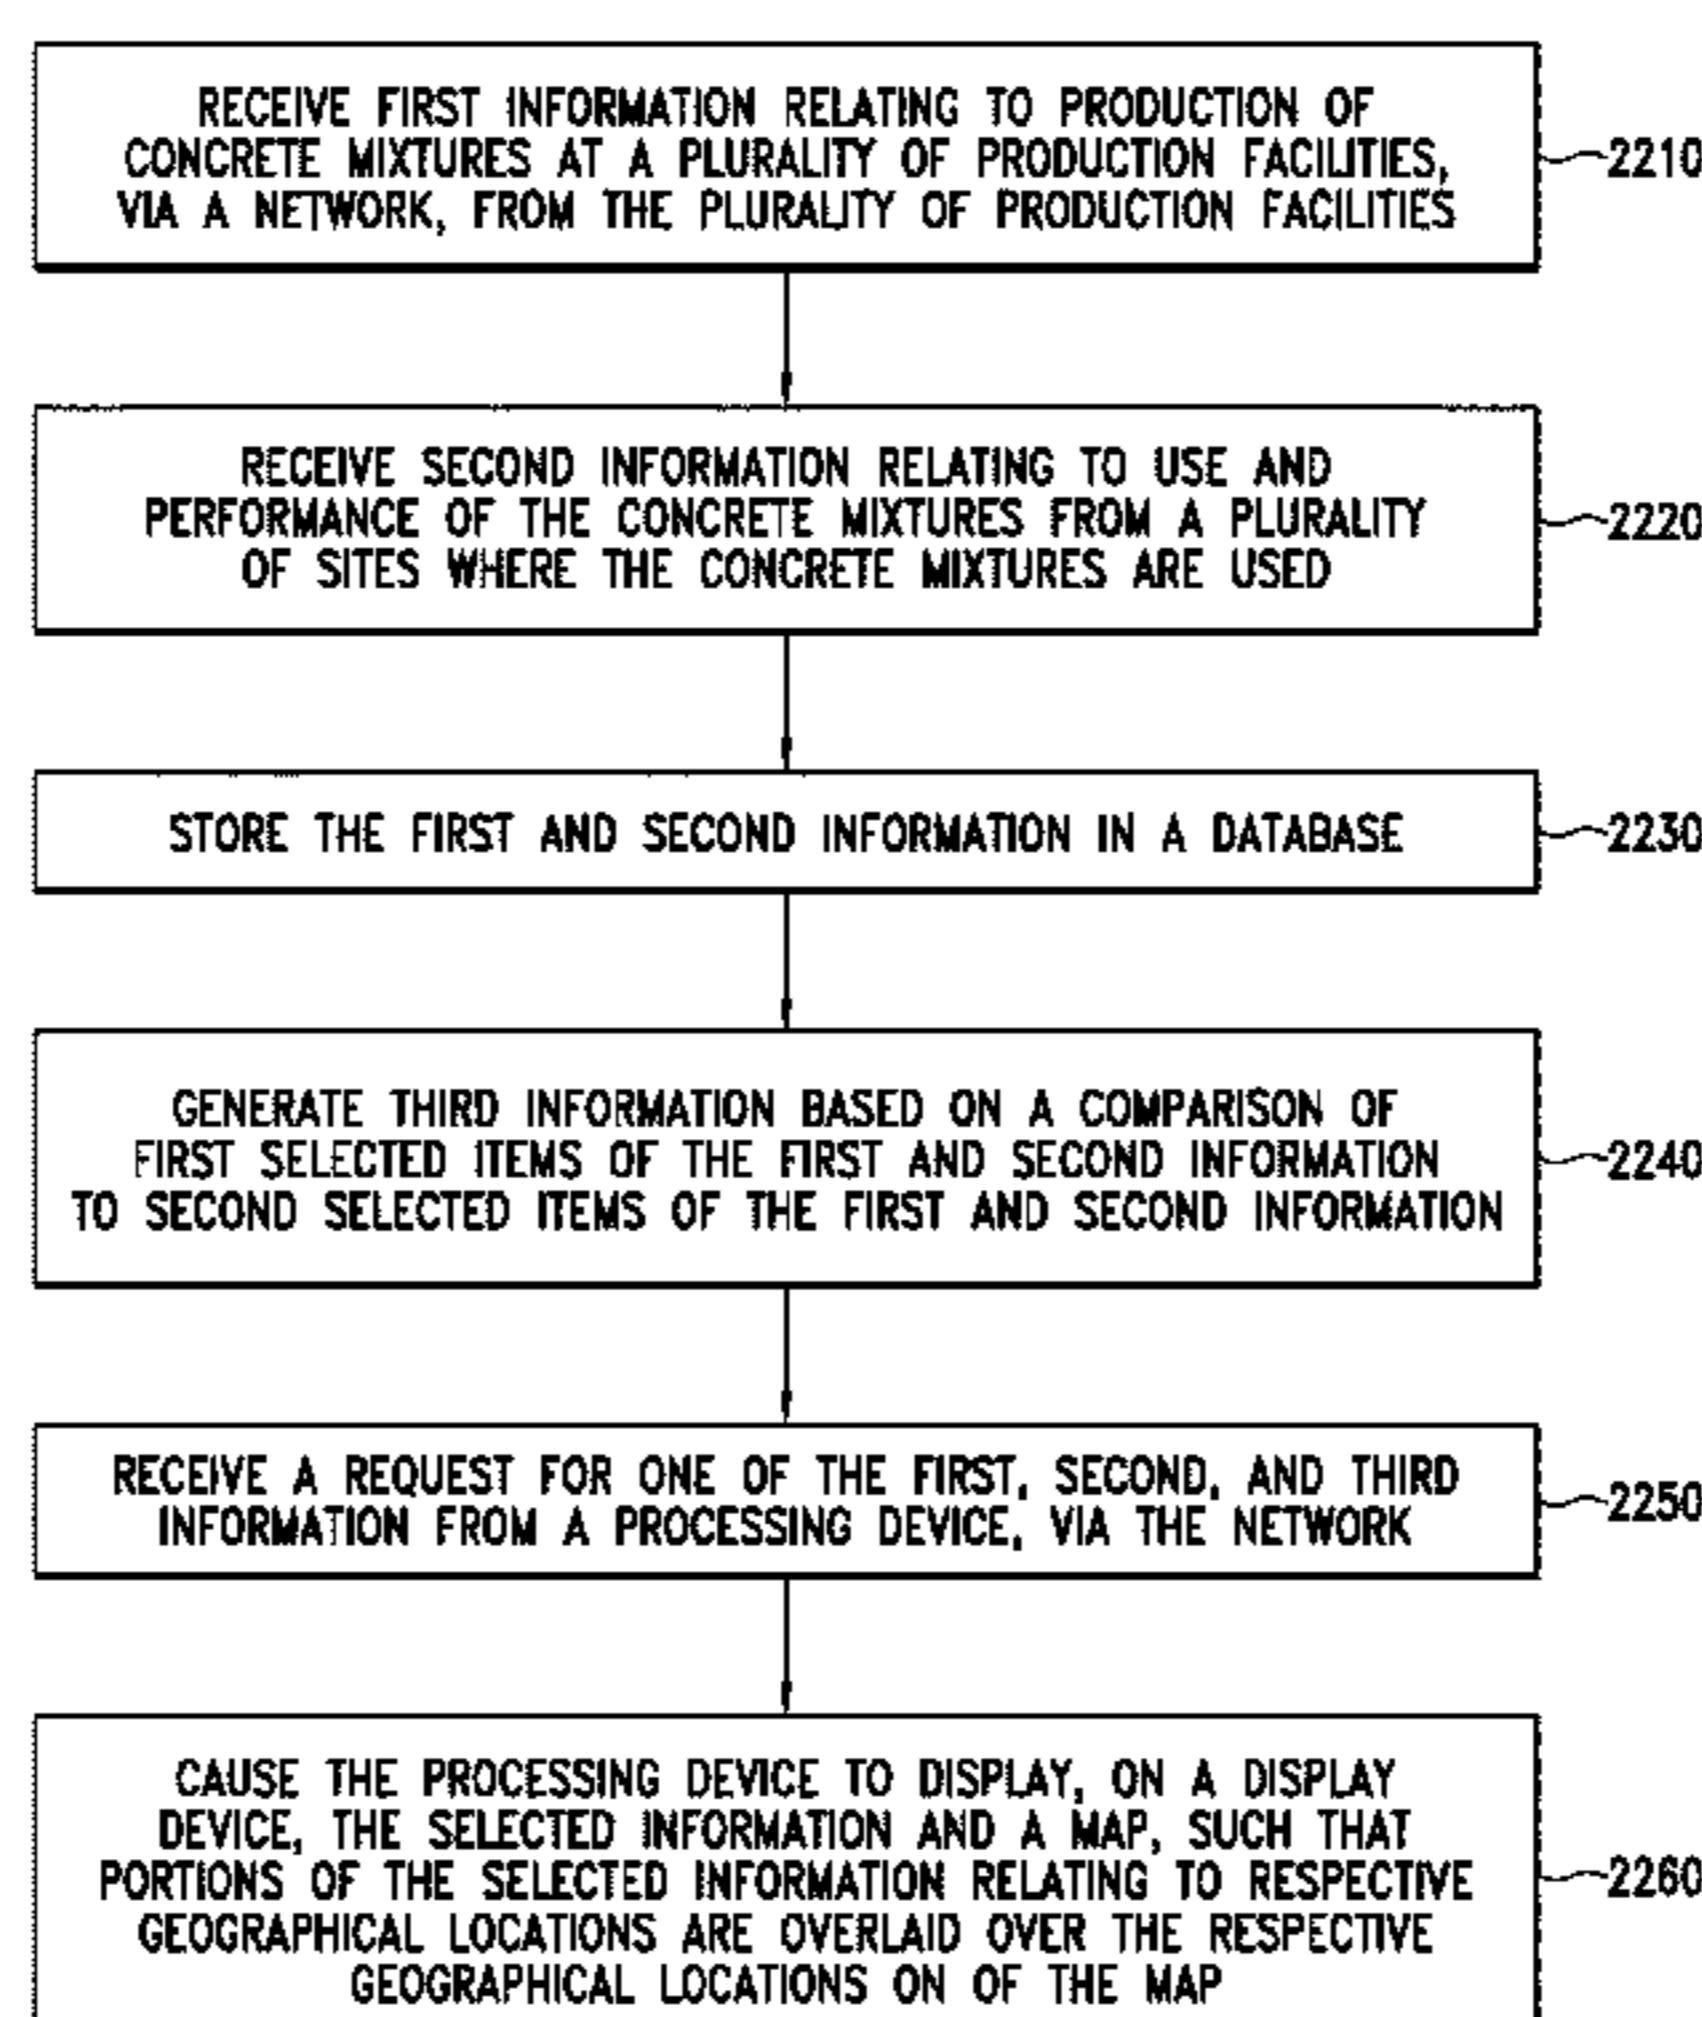 RECEIVE FIRST INFORMATION RELATING TO PRODUCTION OF
CONCRETE MIXTURES AT A PLURALITY OF PRODUCTION FACILITIES,
VIA A NETWORK, FROM THE PLURALITY OF PRODUCTION FACILITIES
2210
RECEIVE SECOND INFORMATION RELATING TO USE AND
PERFORMANCE OF THE CONCRETE MIXTURES FROM A PLURALITY
OF SITES WHERE THE CONCRETE MIXTURES ARE USED
2220
STORE THE FIRST AND SECOND INFORMATION IN A DATABASE
2230
GENERATE THIRD INFORMATION BASED ON A COMPARISON OF
FIRST SELECTED ITEMS OF THE FIRST AND SECOND INFORMATION
TO SECOND SELECTED ITEMS OF THE FIRST AND SECOND INFORMATION
2240
RECEIVE A REQUEST FOR ONE OF THE FIRST, SECOND, AND THIRD
INFORMATION FROM A PROCESSING DEVICE, VIA THE NETWORK
2250
CAUSE THE PROCESSING DEVICE TO DISPLAY, ON A DISPLAY
DEVICE, THE SELECTED INFORMATION AND A MAP, SUCH THAT
PORTIONS OF THE SELECTED INFORMATION RELATING TO RESPECTIVE
GEOGRAPHICAL LOCATIONS ARE OVERLAID OVER THE RESPECTIVE
GEOGRAPHICAL LOCATIONS ON OF THE MAP
2260